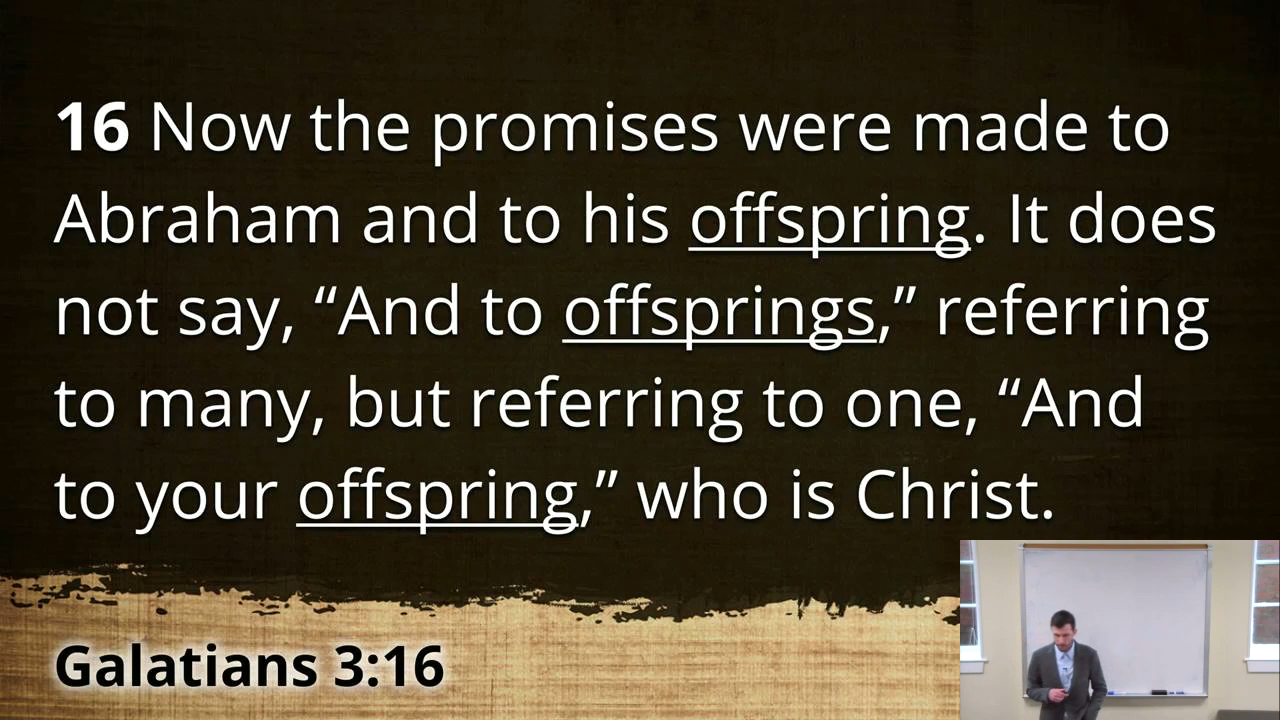 16 Now the promises were made to
Abraham and to his offspring. It does
not say, “And to offsprings,” referring
to many, but referring to one, “And
to your offspring,” who is Christ.
Galatians 3:16